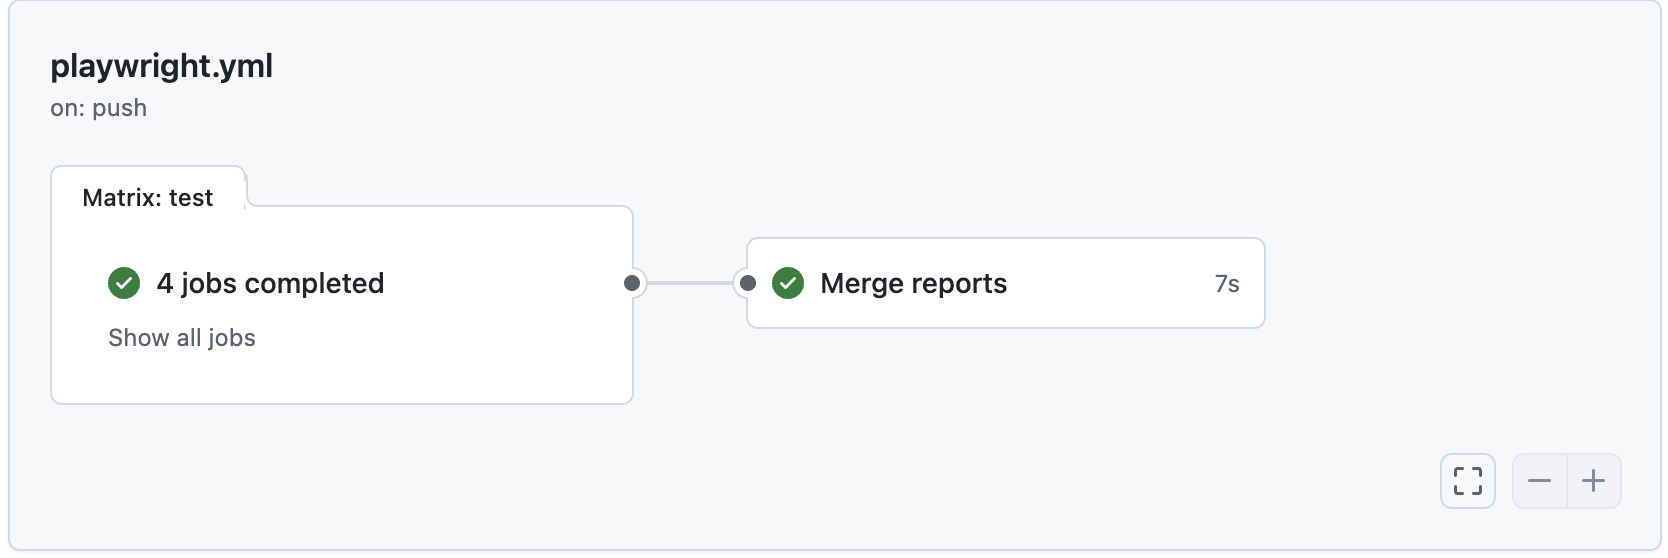 playwright.yml
on: push
Matrix: test
4 jobs completed
Show all jobs
Merge reports
7s